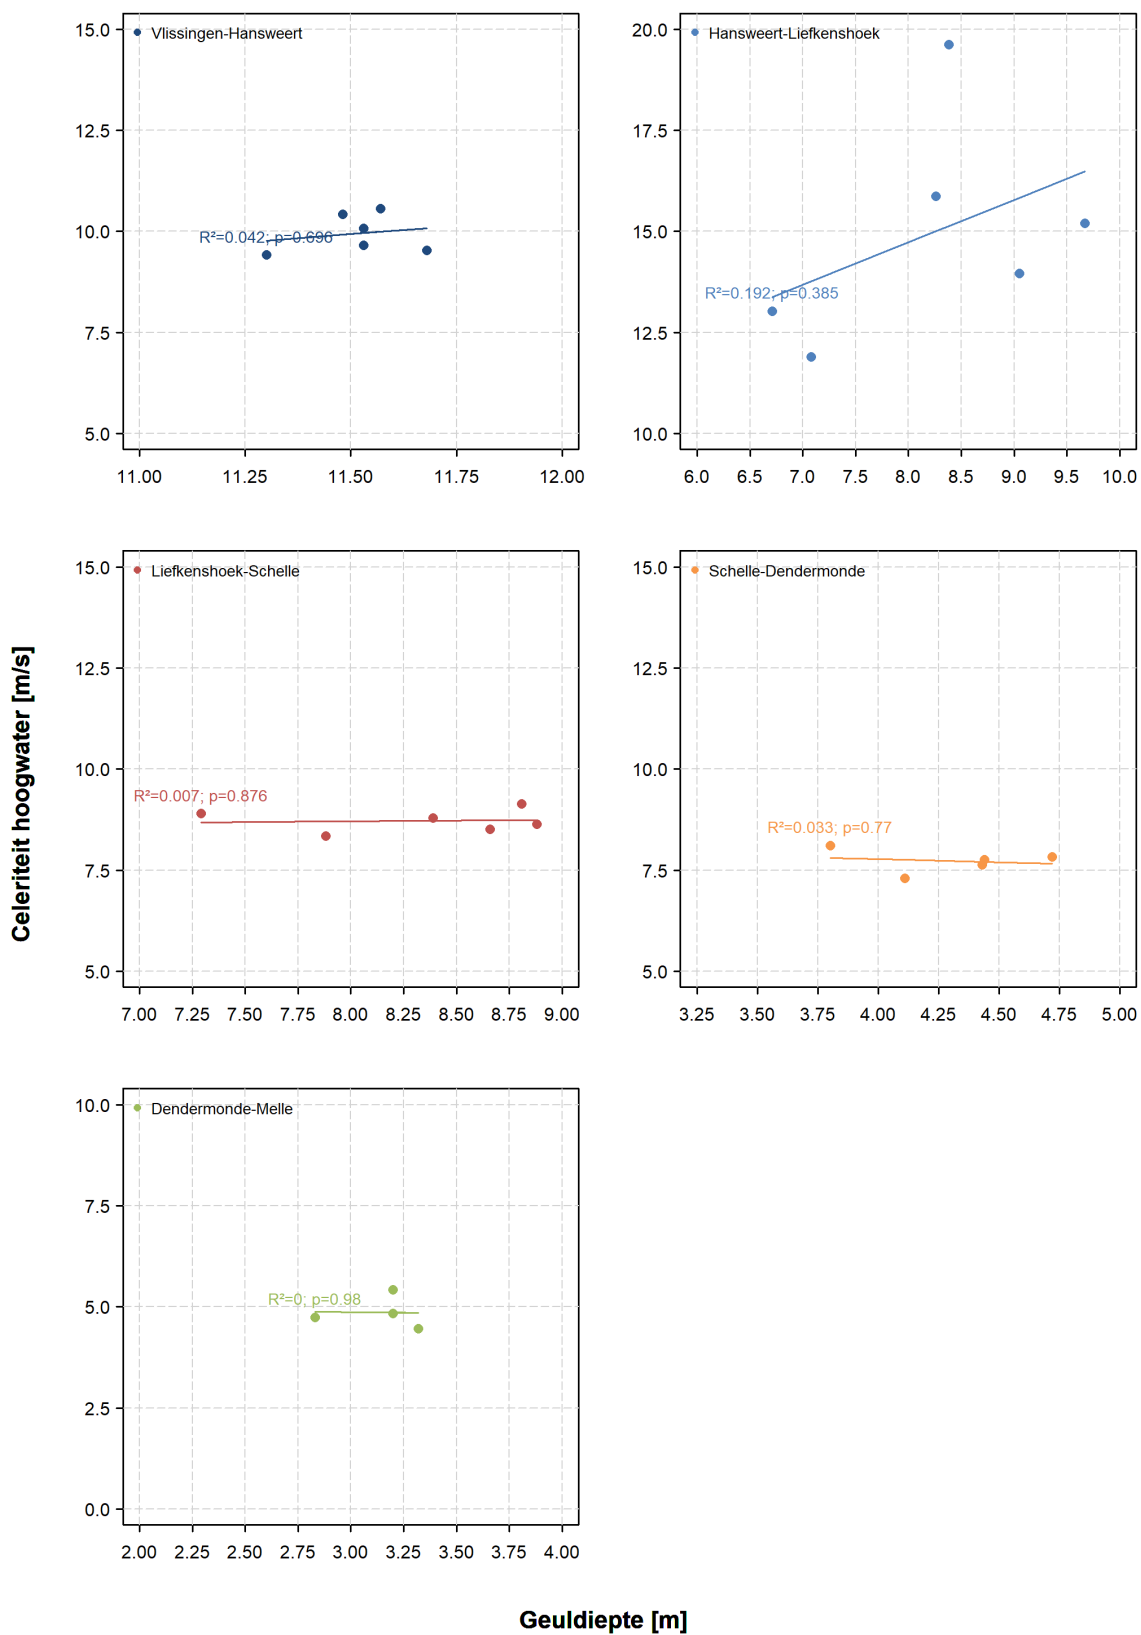 Vlissingen-Hansweert
15.0
12.5
10.0
7.5
5.0
R²=0.042; p=0.696
11.00 11.25 11.50 11.75 12.00
Hansweert-Liefkenshoek
20.0
17.5
15.0
12.5
10.0
R²=0.192; p=0.385
6.0 6.5 7.0 7.5 8.0 8.5 9.0 9.5 10.0
Liefkenshoek-Schelle
15.0
12.5
10.0
7.5
5.0
R²=0.007; p=0.876
7.00 7.25 7.50 7.75 8.00 8.25 8.50 8.75 9.00
Schelle-Dendermonde
15.0
12.5
10.0
7.5
5.0
R²=0.033; p=0.77
3.25 3.50 3.75 4.00 4.25 4.50 4.75 5.00
Dendermonde-Melle
10.0
7.5
5.0
2.5
0.0
R²=0; p=0.98
2.00 2.25 2.50 2.75 3.00 3.25 3.50 3.75 4.00
Celeriteit hoogwater [m/s]
Geuldiepte [m]